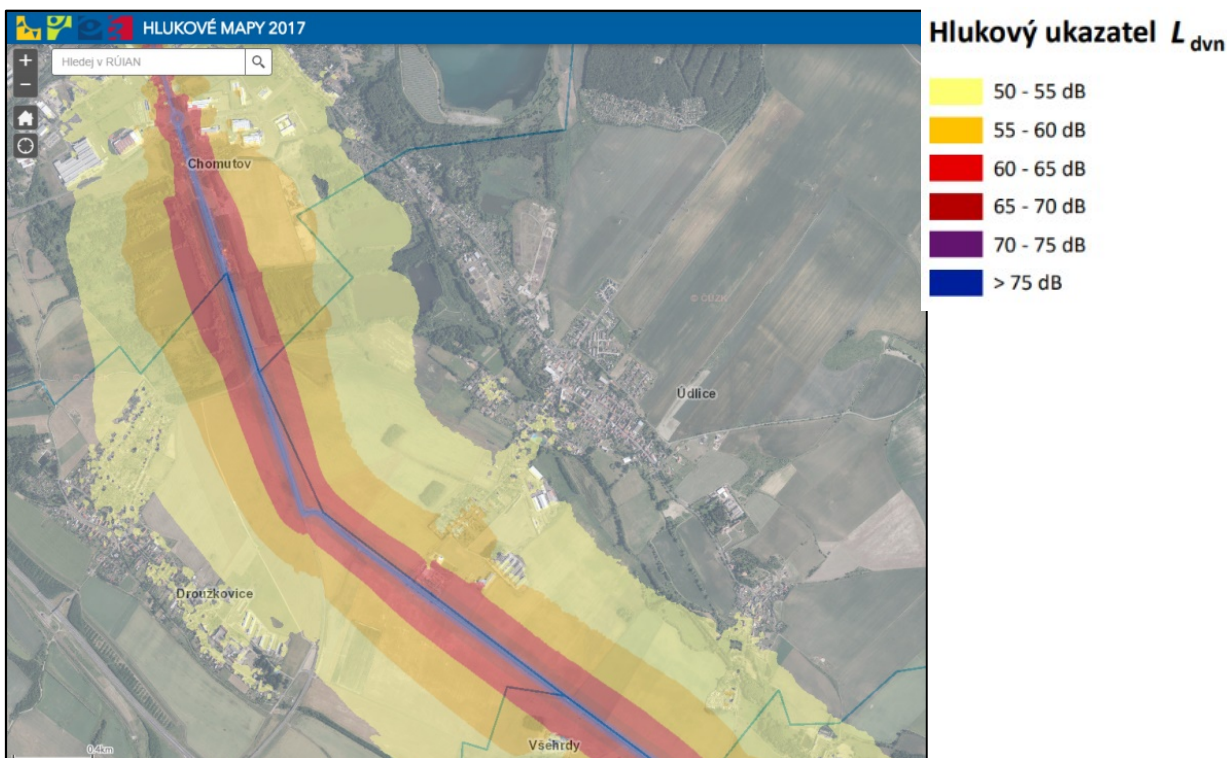 HLUKOVÉ MAPY 2017
Hledej v RÚIAN
Chomutov
© ČÚZK
Údlice
Droužkovice
Všehrdy
0.4km
Hlukový ukazatel L dvn
50 - 55 dB
55 - 60 dB
60 - 65 dB
65 - 70 dB
70 - 75 dB
> 75 dB